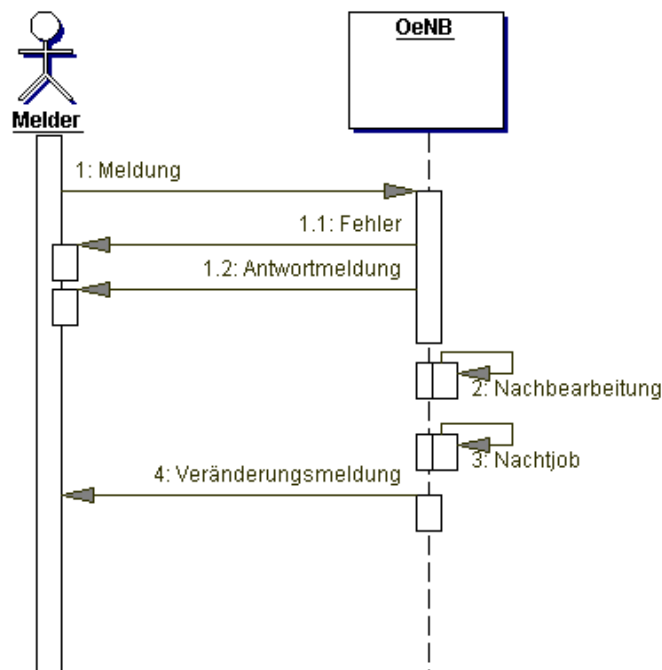 OeNB
Melder
1: Meldung
1.1: Fehler
1.2: Antwortmeldung
2: Nachbearbeitung
3: Nachtjob
4: Veränderungsmeldung